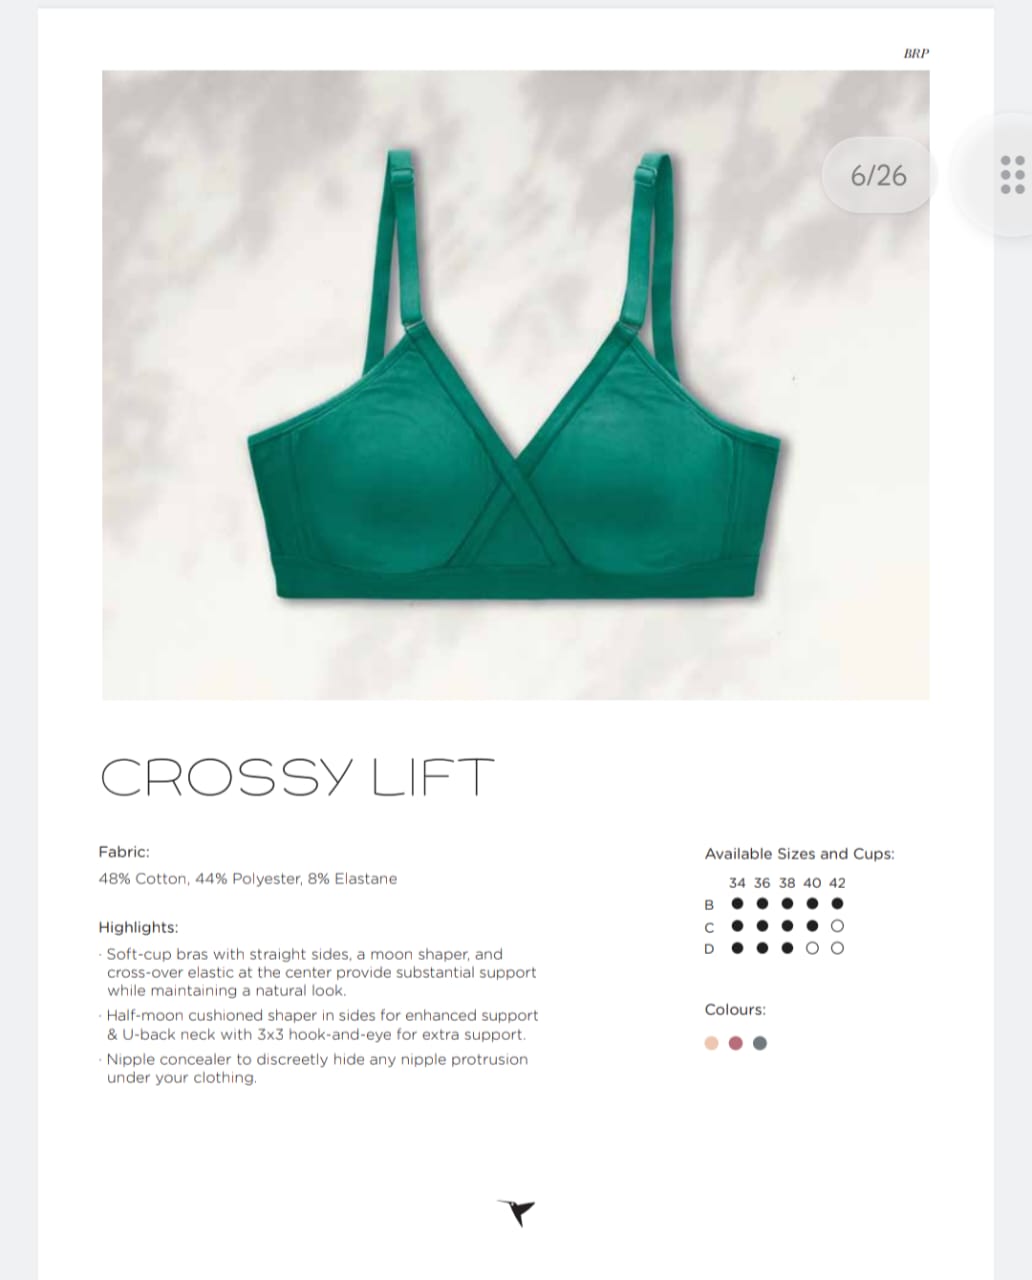 BRP
6/26
CROSSY LIFT
Fabric:
48% Cotton, 44% Polyester, 8% Elastane
Highlights:
· Soft-cup bras with straight sides, a moon shaper, and
cross-over elastic at the center provide substantial support
while maintaining a natural look.
· Half-moon cushioned shaper in sides for enhanced support
& U-back neck with 3x3 hook-and-eye for extra support.
· Nipple concealer to discreetly hide any nipple protrusion
under your clothing.
Available Sizes and Cups:
34 36 38 40 42
B ● ● ● ● ●
C ● ● ● ● ○
D ● ● ● ○ ○
Colours: